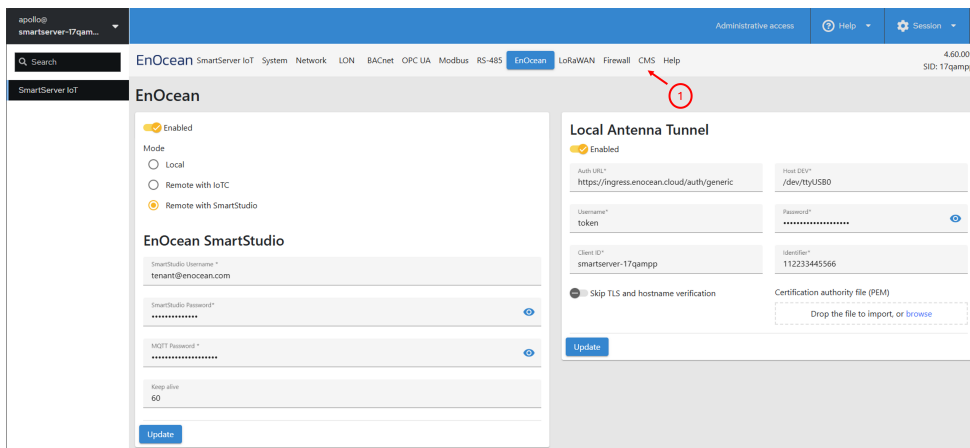 apollo@
smartserver-17qam...
Administrative access
Help
Session
Search
EnOcean SmartServer IoT System Network LON BACnet OPC UA Modbus RS-485 EnOcean LoRaWAN Firewall CMS Help
4.60.00
SID: 17qamp
SmartServer IoT
EnOcean
1
Enabled
Mode
Local
Remote with IoTC
Remote with SmartStudio
EnOcean SmartStudio
SmartStudio Username *
tenant@enocean.com
SmartStudio Password*
MQTT Password *
Keep alive
60
Update
Local Antenna Tunnel
Enabled
Auth URL*
https://ingress.enocean.cloud/auth/generic
Host DEV*
/dev/ttyUSB0
Username*
token
Password*
Client ID*
smartserver-17qampp
Identifier*
112233445566
Skip TLS and hostname verification
Certification authority file (PEM)
Drop the file to import, or browse
Update